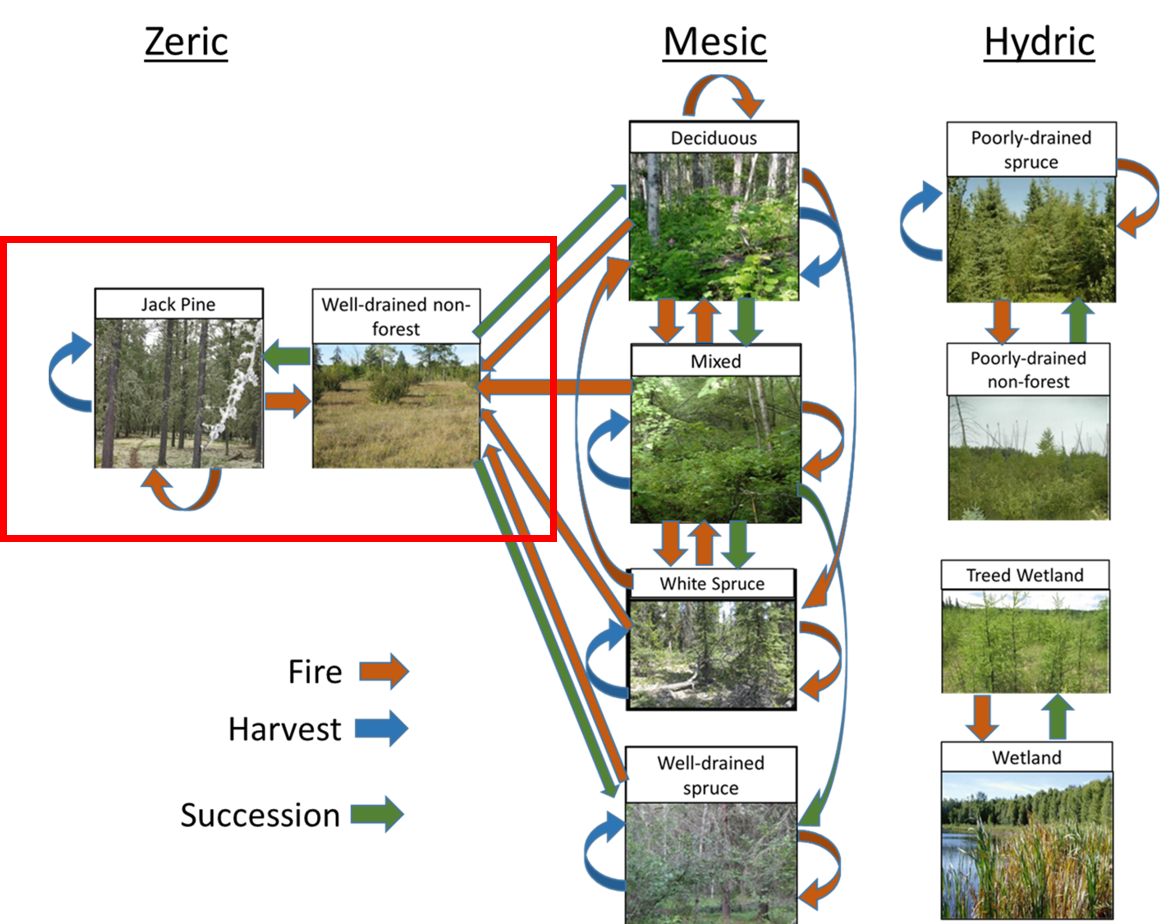 Zeric
Mesic
Hydric
Deciduous
Poorly-drained
spruce
Jack Pine
Well-drained non-
forest
Mixed
Poorly-drained
non-forest
White Spruce
Treed Wetland
Fire
Harvest
Succession
Well-drained
spruce
Wetland